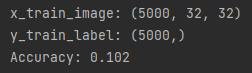 x_train_image: (5000, 32, 32)
y_train_label: (5000,)
Accuracy: 0.102